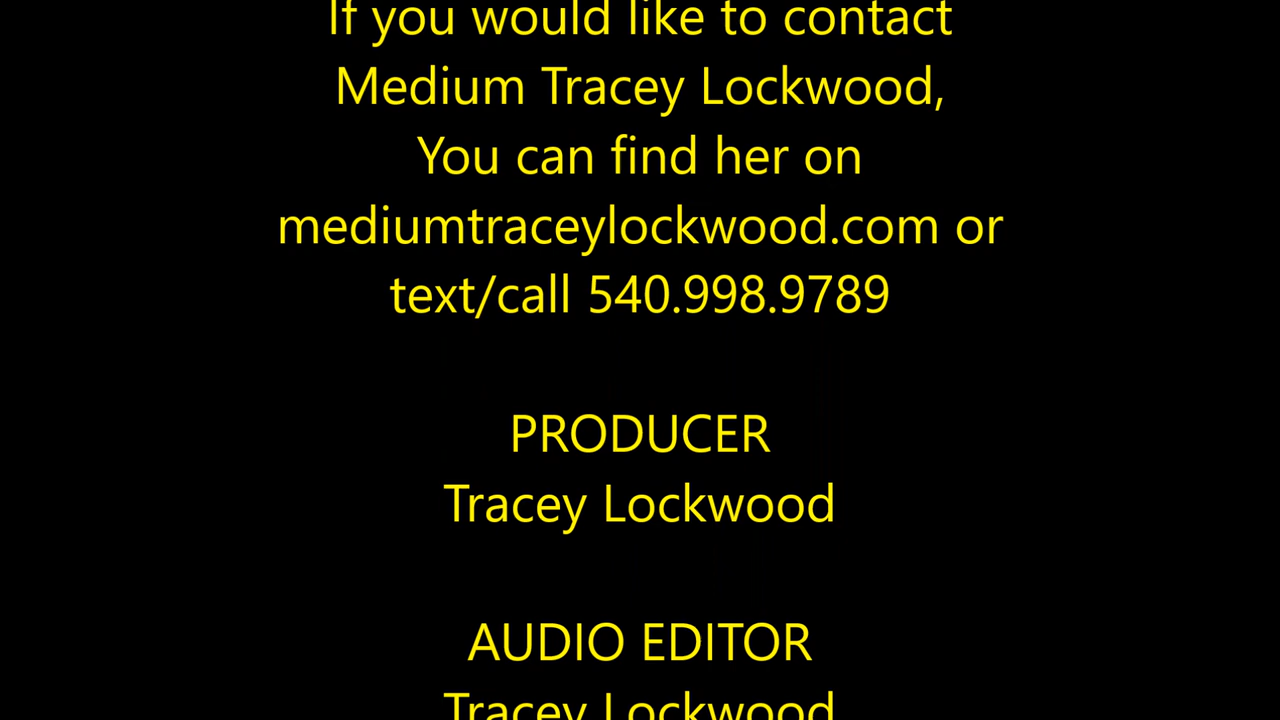 If you would like to contact
Medium Tracey Lockwood,
You can find her on
mediumtraceylockwood.com or
text/call 540.998.9789
PRODUCER
Tracey Lockwood
AUDIO EDITOR
Tracey Lockwood